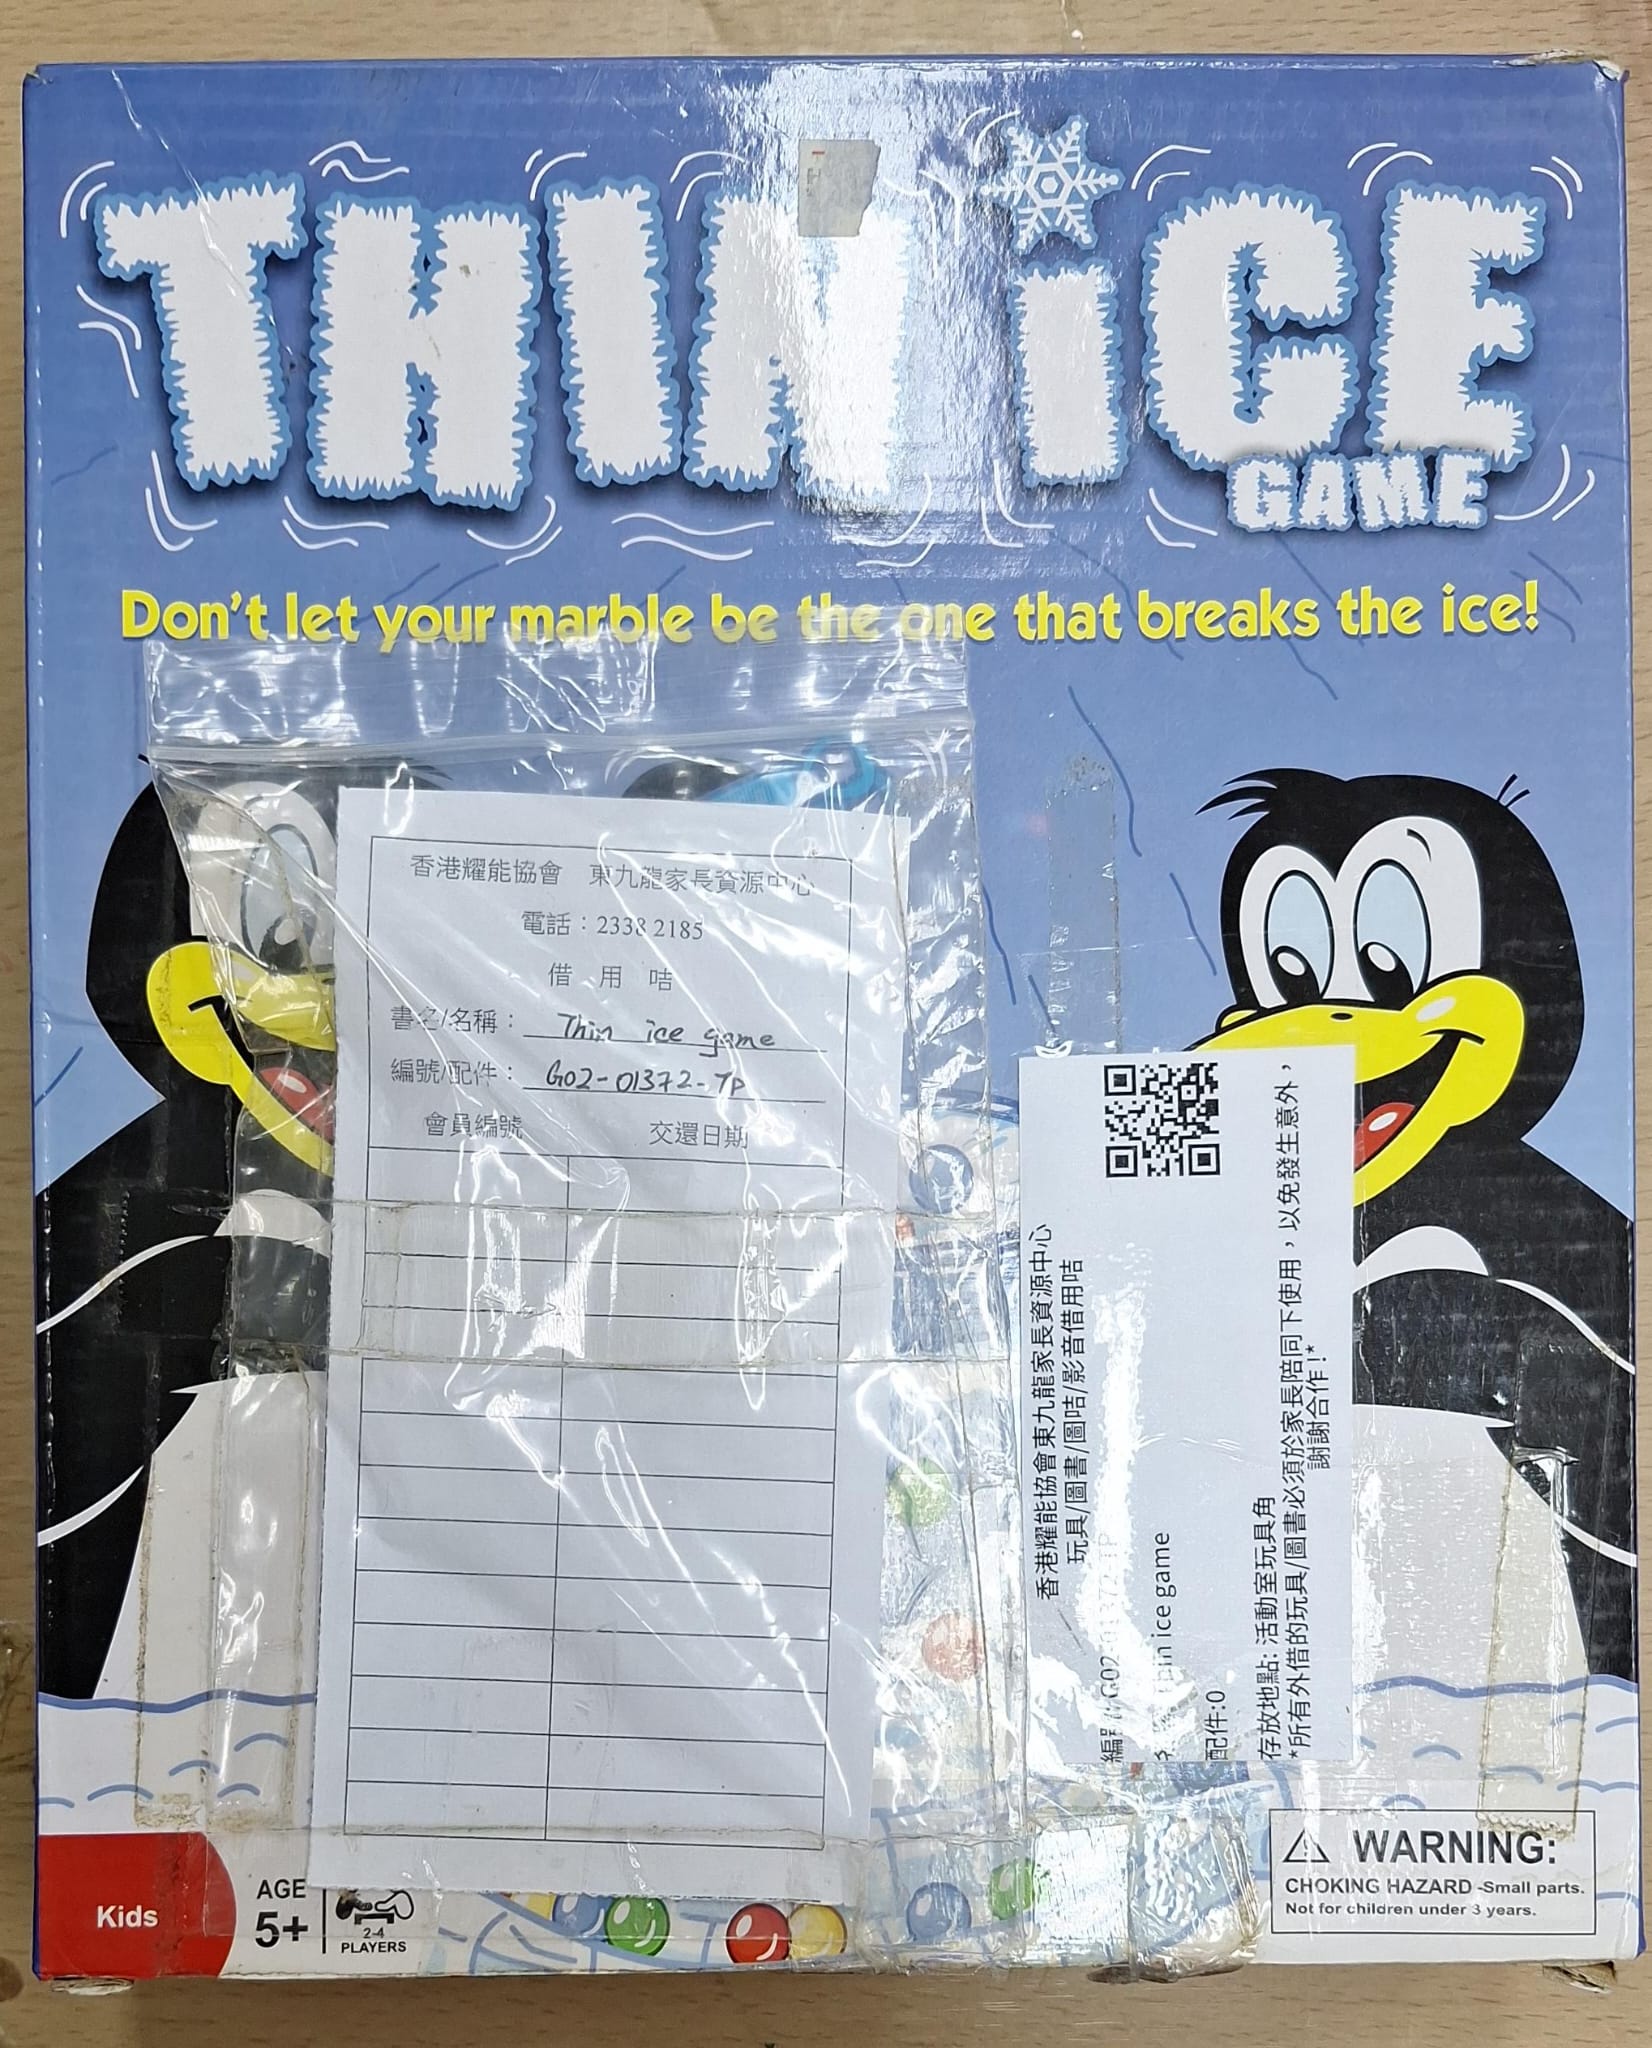 THIN iCE
GAME
Don't let your marble be the one that breaks the ice!
香港耀能協會 東九龍家長資源中心
電話：2338 2185
借 用 咭
書名/名稱： Thin ice game
編號/配件： G02-01372-TP
會員編號 交還日期
香港耀能協會東九龍家長資源中心
玩具/圖書/圖咭/影音借用咭
ice game
配件:0
存放地點: 活動室玩具角
*所有外借的玩具/圖書必須於家長陪同下使用，以免發生意外，
謝謝合作！*
Kids
AGE
5+
2-4
PLAYERS
WARNING:
CHOKING HAZARD -Small parts.
Not for children under 3 years.